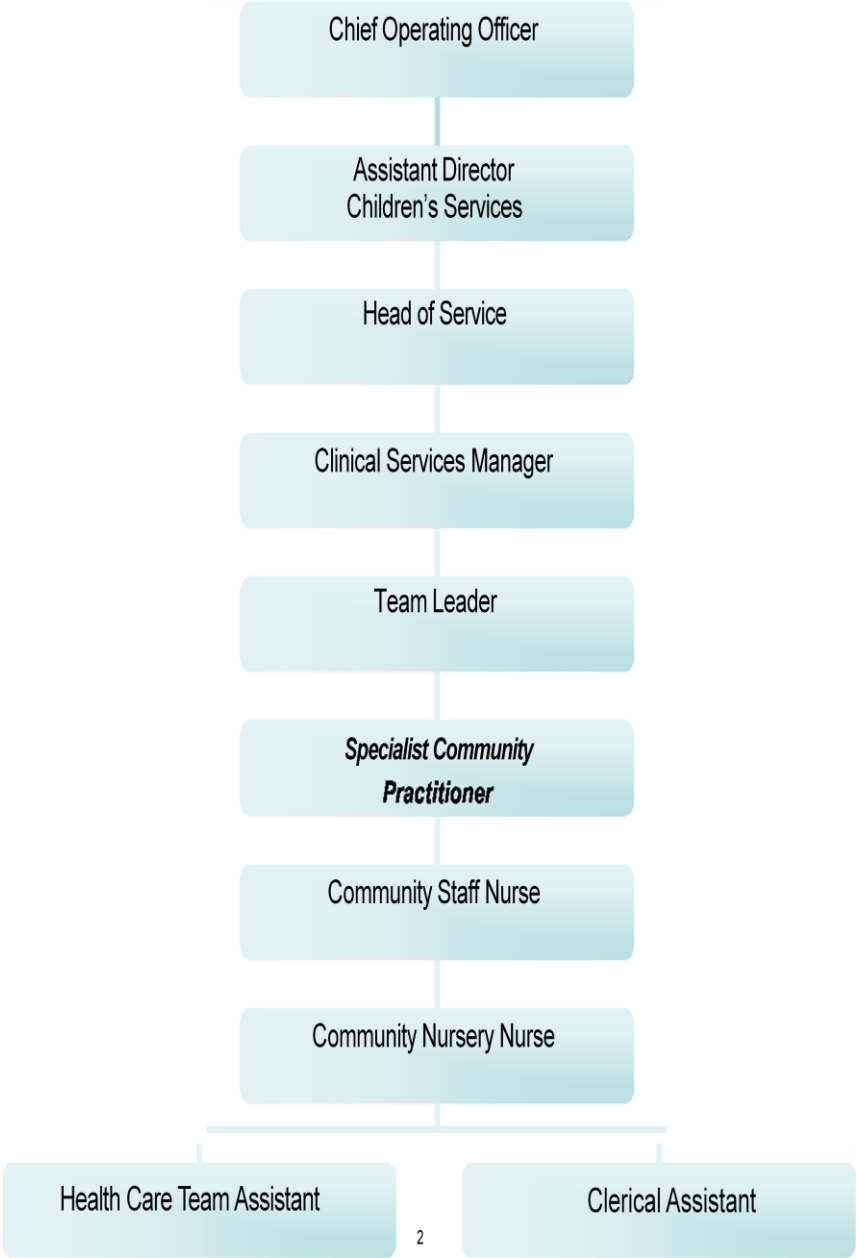 Chief Operating Officer
Assistant Director
Children's Services
Head of Service
Clinical Services Manager
Team Leader
Specialist Community
Practitioner
Community Staff Nurse
Community Nursery Nurse
Health Care Team Assistant
Clerical Assistant
2